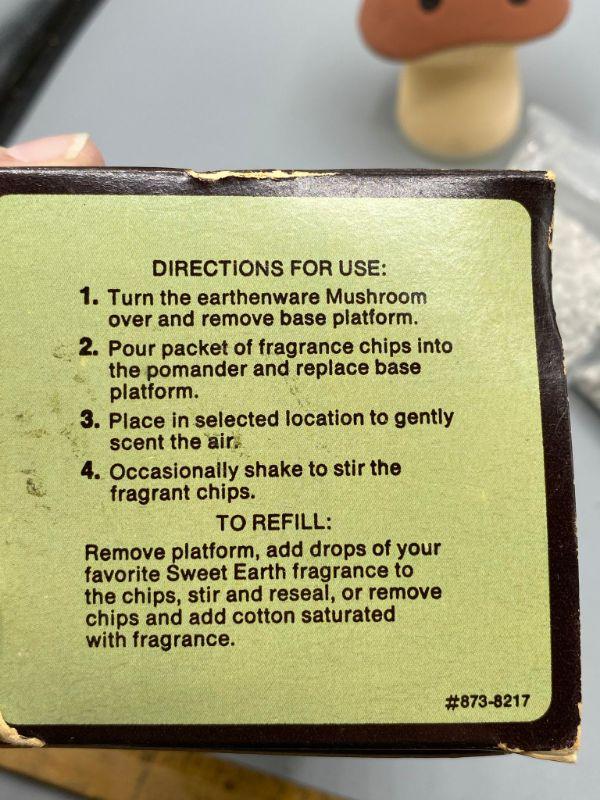 DIRECTIONS FOR USE:
1. Turn the earthenware Mushroom
over and remove base platform.
2. Pour packet of fragrance chips into
the pomander and replace base
platform.
3. Place in selected location to gently
scent the air.
4. Occasionally shake to stir the
fragrant chips.
TO REFILL:
Remove platform, add drops of your
favorite Sweet Earth fragrance to
the chips, stir and reseal, or remove
chips and add cotton saturated
with fragrance.
#873-8217